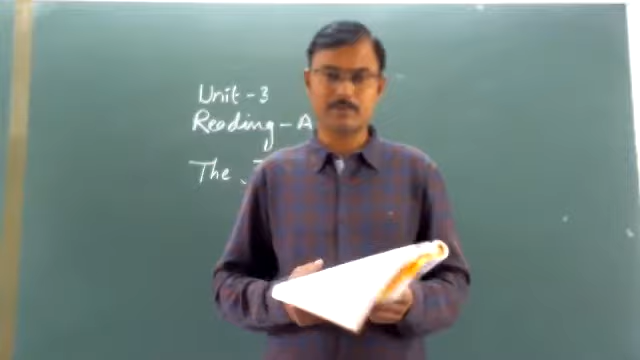 Unit - 3
Reading - A
The